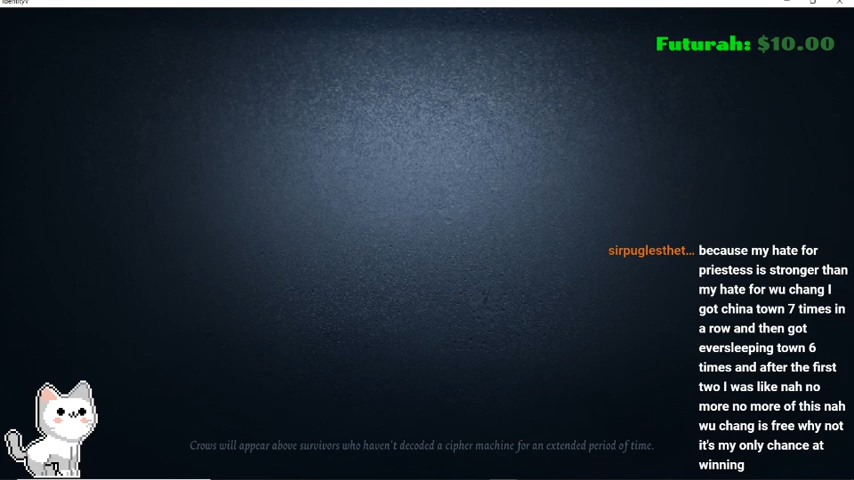 IdentityV
Futurah: $10.00
sirpuglesthet... because my hate for
priestess is stronger than
my hate for wu chang I
got china town 7 times in
a row and then got
eversleeping town 6
times and after the first
two I was like nah no
more no more of this nah
wu chang is free why not
it's my only chance at
winning
Crows will appear above survivors who haven't decoded a cipher machine for an extended period of time.